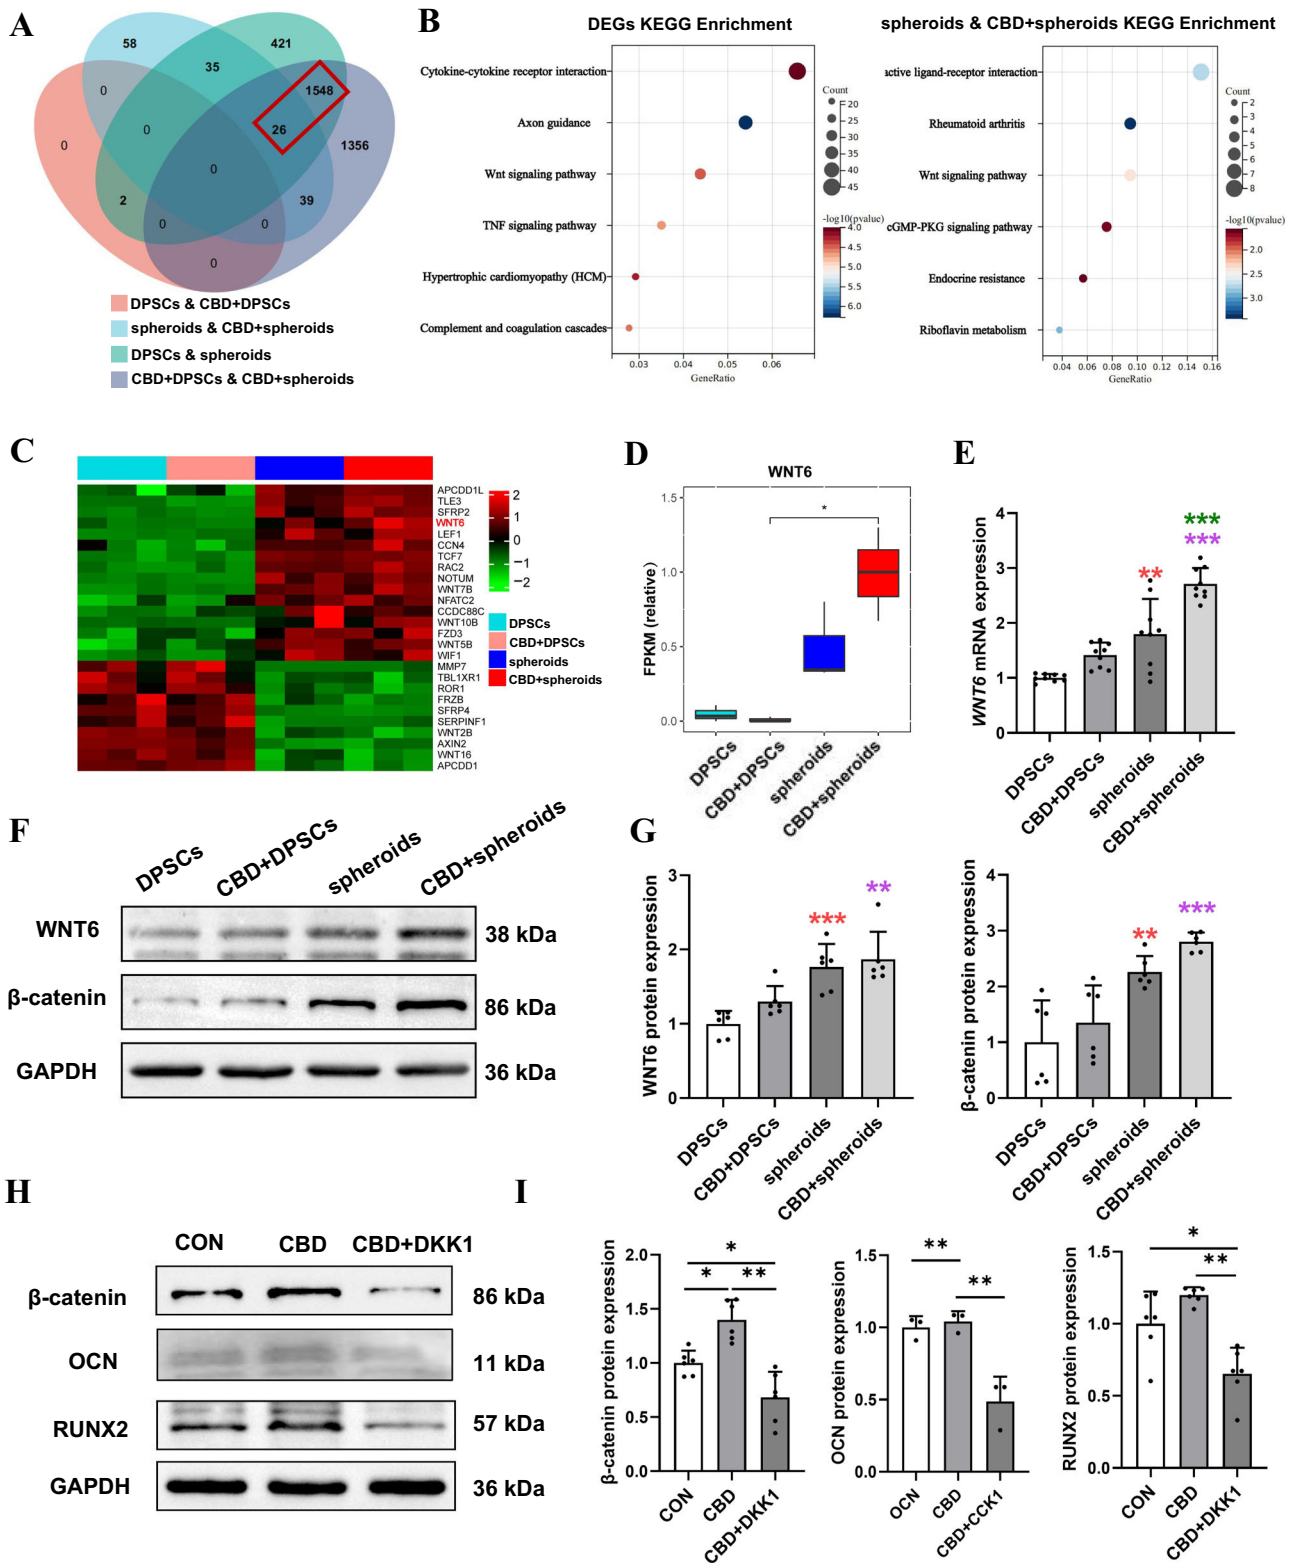 A
58
421
35
0
1548
0
26
0
1356
0
2
39
0
0
0
DPSCs & CBD+DPSCs
spheroids & CBD+spheroids
DPSCs & spheroids
CBD+DPSCs & CBD+spheroids
B
DEGs KEGG Enrichment
Cytokine-cytokine receptor interaction
Axon guidance
Wnt signaling pathway
TNF signaling pathway
Hypertrophic cardiomyopathy (HCM)
Complement and coagulation cascades
0.03 0.04 0.05 0.06
GeneRatio
Count
20
25
30
35
40
45
-log10(pvalue)
4.0
4.5
5.0
5.5
6.0
spheroids & CBD+spheroids KEGG Enrichment
active ligand-receptor interaction
Rheumatoid arthritis
Wnt signaling pathway
cGMP-PKG signaling pathway
Endocrine resistance
Riboflavin metabolism
0.04 0.06 0.08 0.10 0.12 0.14 0.16
GeneRatio
Count
2
3
4
5
6
7
8
-log10(pvalue)
2.0
2.5
3.0
C
APCDD1L
TLE3
SFRP2
WNT6
LEF1
CCN4
TCF7
RAC2
NOTUM
WNT7B
NFATC2
CCDC88C
WNT10B
FZD3
WNT5B
WIF1
MMP7
TBL1XR1
ROR1
FRZB
SFRP4
SERPINF1
WNT2B
AXIN2
WNT16
APCDD1
2
1
0
−1
−2
DPSCs
CBD+DPSCs
spheroids
CBD+spheroids
D
WNT6
FPKM (relative)
1.5
1.0
0.5
0.0
*
DPSCs
CBD+DPSCs
spheroids
CBD+spheroids
E
WNT6 mRNA expression
4
3
2
1
0
**
***
***
DPSCs
CBD+DPSCs
spheroids
CBD+spheroids
F
DPSCs
CBD+DPSCs
spheroids
CBD+spheroids
WNT6
38 kDa
β-catenin
86 kDa
GAPDH
36 kDa
G
WNT6 protein expression
3
2
1
0
***
**
DPSCs
CBD+DPSCs
spheroids
CBD+spheroids
β-catenin protein expression
4
3
2
1
0
**
***
DPSCs
CBD+DPSCs
spheroids
CBD+spheroids
H
CON CBD CBD+DKK1
β-catenin
86 kDa
OCN
11 kDa
RUNX2
57 kDa
GAPDH
36 kDa
I
β-catenin protein expression
2.0
1.5
1.0
0.5
0.0
*
*
**
CON
CBD
CBD+DKK1
OCN protein expression
1.5
1.0
0.5
0.0
**
**
OCN
CBD
CBD+CCK1
RUNX2 protein expression
1.5
1.0
0.5
0.0
*
**
CON
CBD
CBD+DKK1